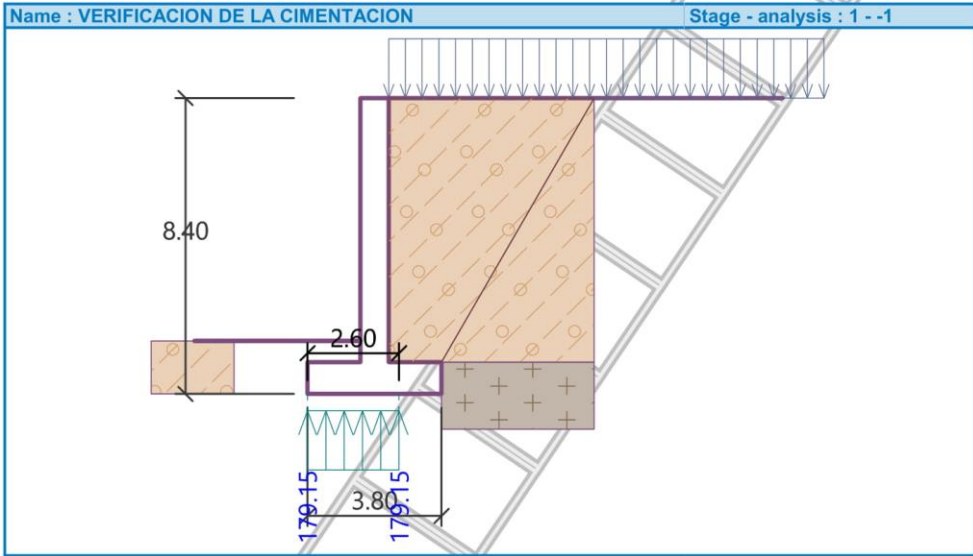 Name : VERIFICACION DE LA CIMENTACION
Stage - analysis : 1 - -1
8.40
2.60
179.15
179.15
3.80